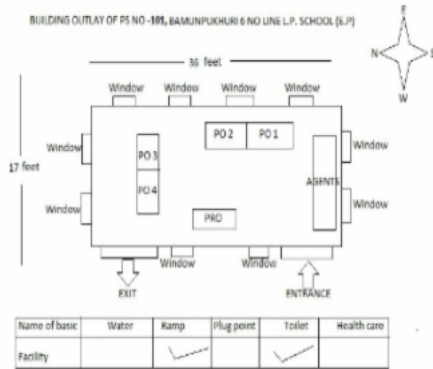 BUILDING OUTLAY OF PS NO -101, BAMUNPUKHURI 6 NO LINE L.P. SCHOOL (E.P)
E
N S
W
36 feet
Window Window Window Window
17 feet
Window
Window
PO 3
PO 4
PO 2 PO 1
AGENTS
Window
Window
PRO
Window Window
EXIT ENTRANCE
Name of basic Water Ramp Plug point Toilet Health care
Facility